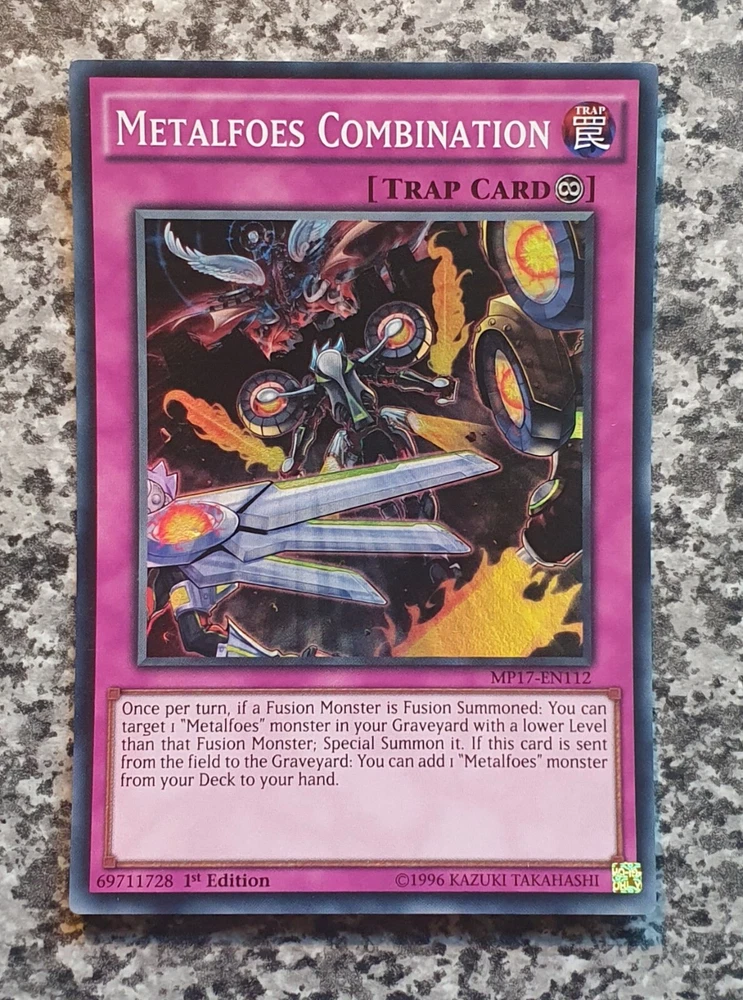 METALFOES COMBINATION
TRAP
罠
[TRAP CARD∞]
MP17-EN112
Once per turn, if a Fusion Monster is Fusion Summoned: You can
target 1 "Metalfoes" monster in your Graveyard with a lower Level
than that Fusion Monster; Special Summon it. If this card is sent
from the field to the Graveyard: You can add 1 "Metalfoes" monster
from your Deck to your hand.
69711728 1st Edition ©1996 KAZUKI TAKAHASHI